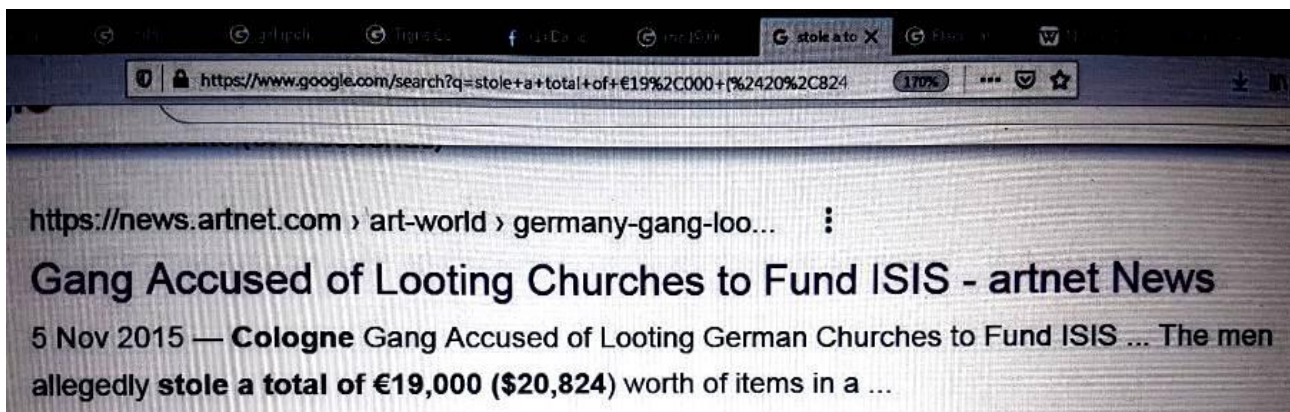 stole a to
https://www.google.com/search?q=stole+a+total+of+€19%2C000+(%2420%2C824
170%
https://news.artnet.com › art-world › germany-gang-loo...
Gang Accused of Looting Churches to Fund ISIS - artnet News
5 Nov 2015 — Cologne Gang Accused of Looting German Churches to Fund ISIS ... The men
allegedly stole a total of €19,000 ($20,824) worth of items in a ...